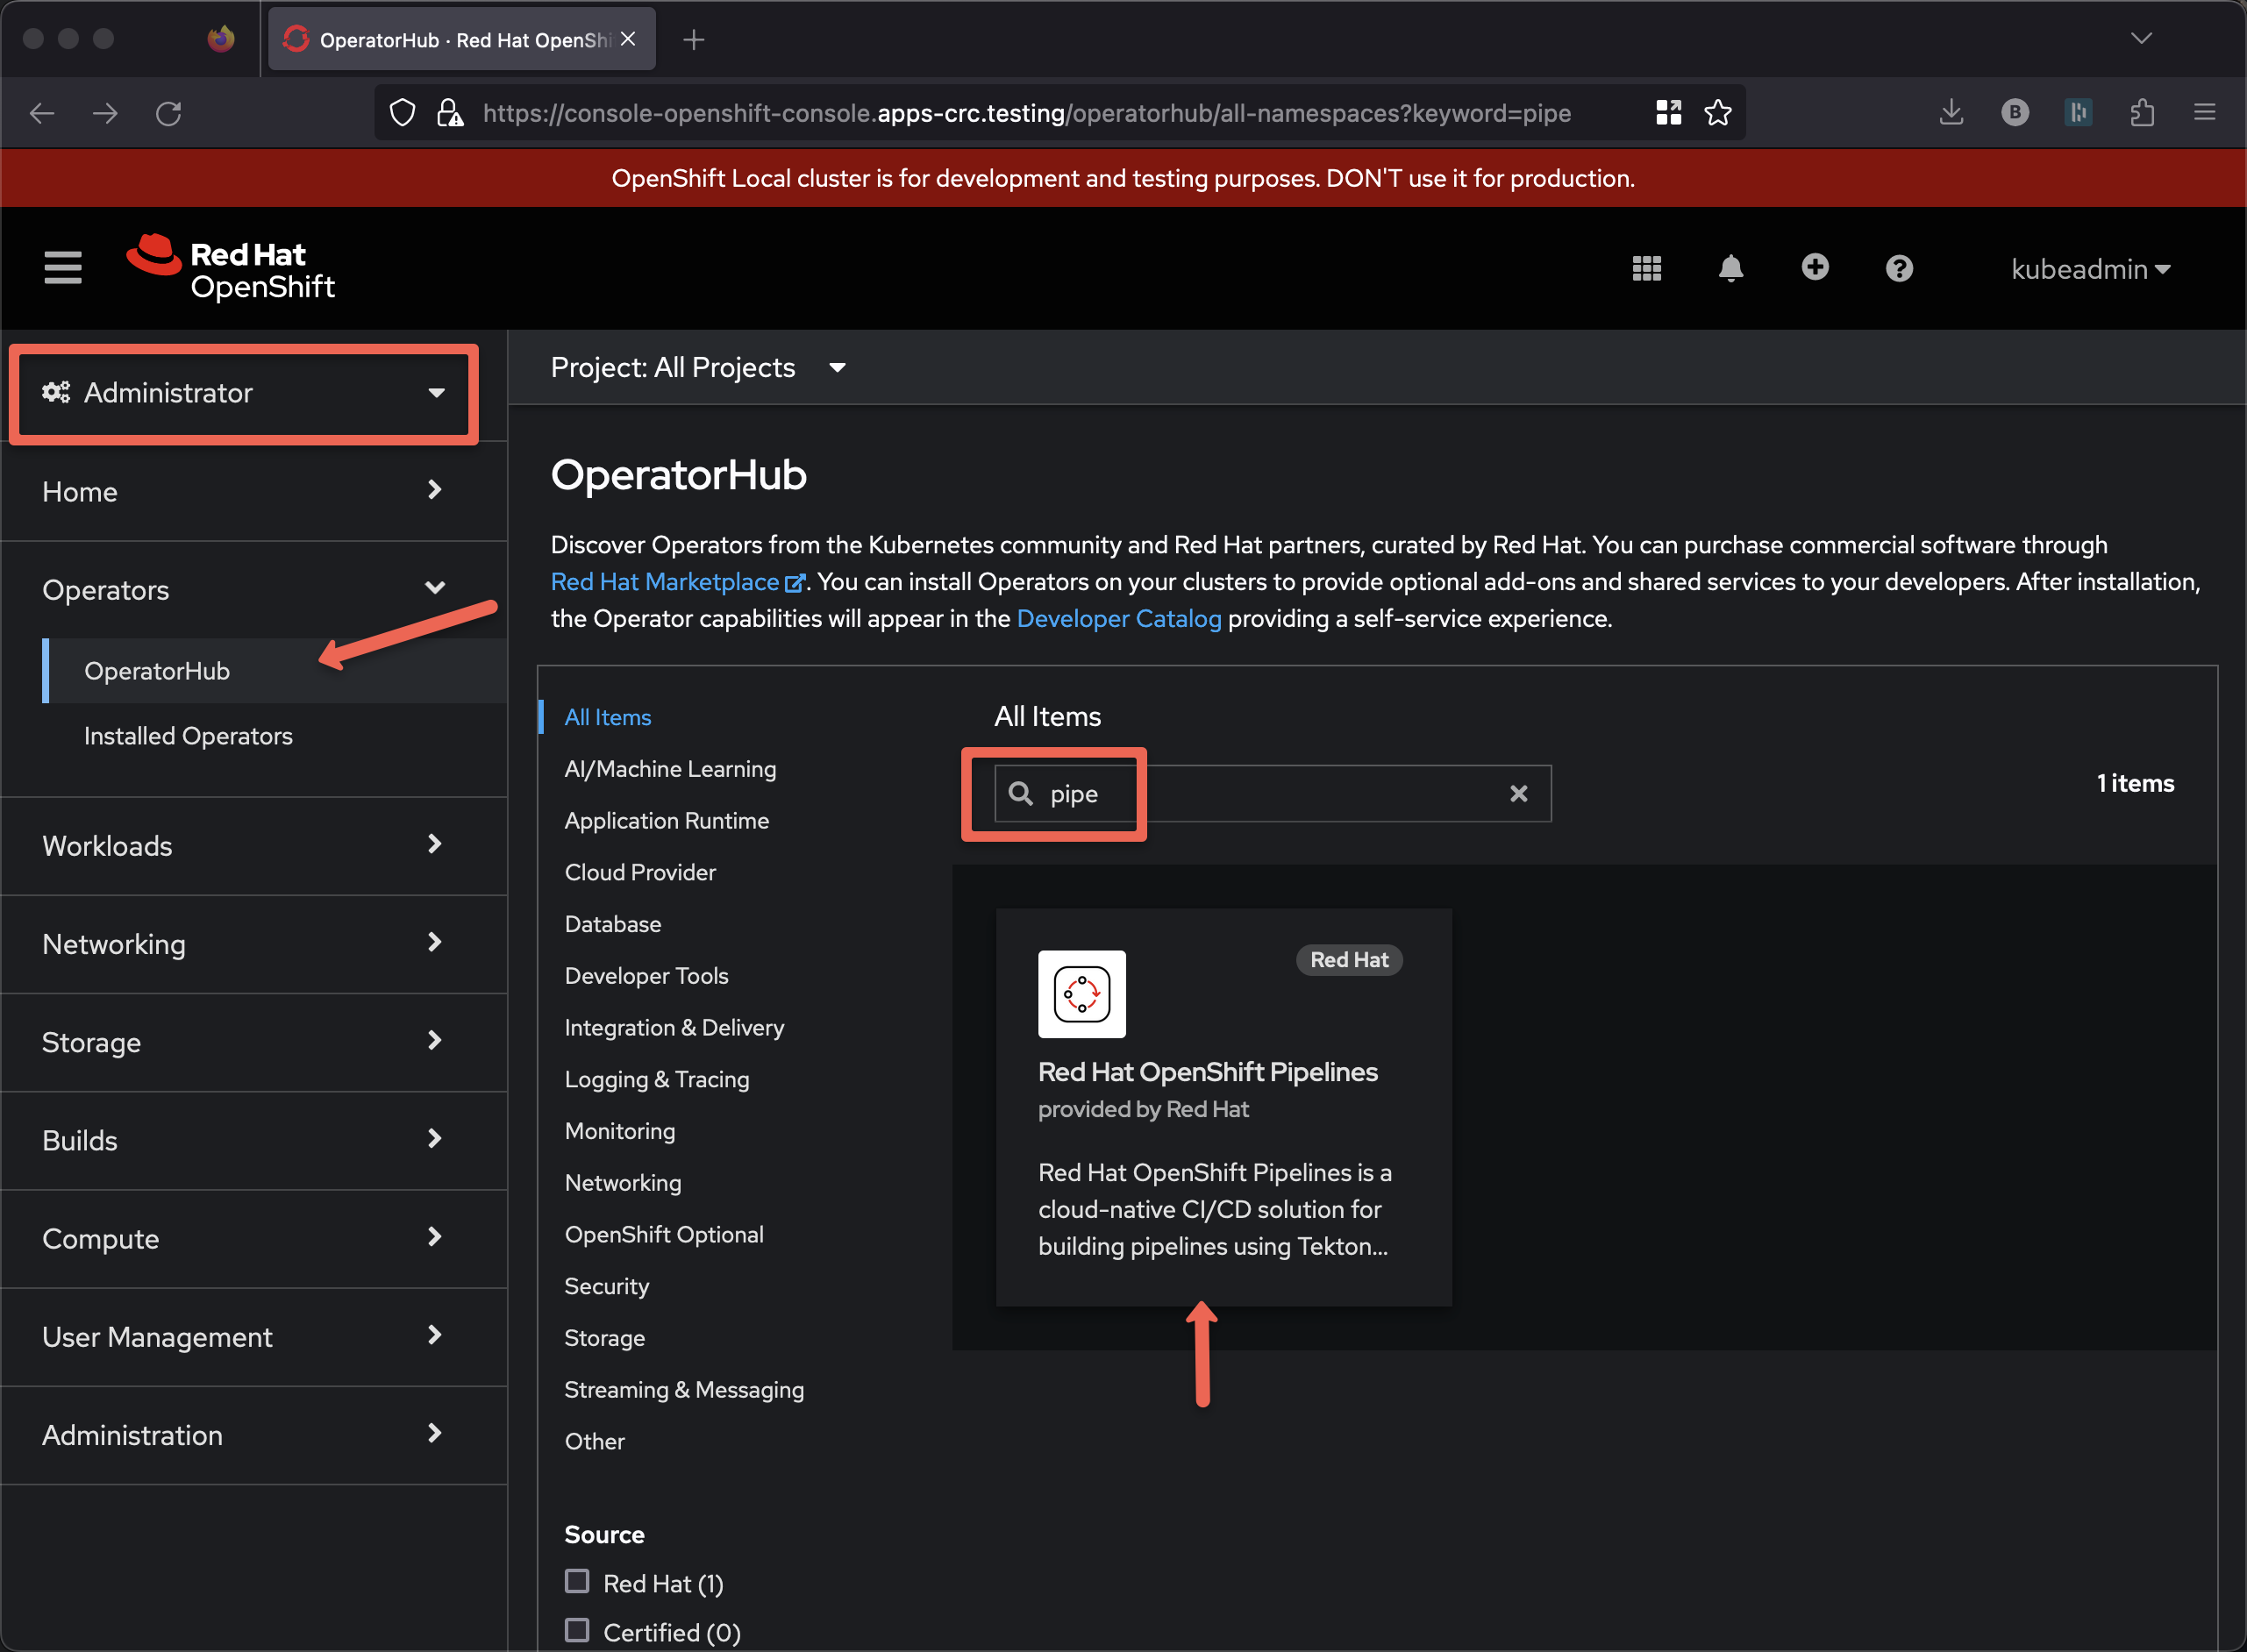 OperatorHub · Red Hat OpenShi
https://console-openshift-console.apps-crc.testing/operatorhub/all-namespaces?keyword=pipe
B
OpenShift Local cluster is for development and testing purposes. DON'T use it for production.
Red Hat
OpenShift
kubeadmin
Administrator
Home
Operators
OperatorHub
Installed Operators
Workloads
Networking
Storage
Builds
Compute
User Management
Administration
Project: All Projects
OperatorHub
Discover Operators from the Kubernetes community and Red Hat partners, curated by Red Hat. You can purchase commercial software through
Red Hat Marketplace. You can install Operators on your clusters to provide optional add-ons and shared services to your developers. After installation,
the Operator capabilities will appear in the Developer Catalog providing a self-service experience.
All Items
AI/Machine Learning
Application Runtime
Cloud Provider
Database
Developer Tools
Integration & Delivery
Logging & Tracing
Monitoring
Networking
OpenShift Optional
Security
Storage
Streaming & Messaging
Other
Source
Red Hat (1)
Certified (0)
All Items
pipe
1 items
Red Hat
Red Hat OpenShift Pipelines
provided by Red Hat
Red Hat OpenShift Pipelines is a
cloud-native CI/CD solution for
building pipelines using Tekton...